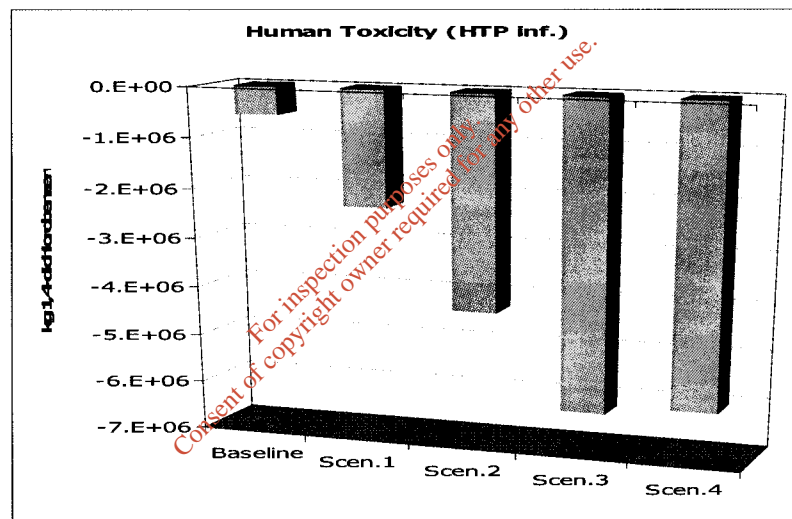 Human Toxicity (HTP inf.)
0.E+00
-1.E+06
-2.E+06
-3.E+06
-4.E+06
-5.E+06
-6.E+06
-7.E+06
Baseline
Scen.1
Scen.2
Scen.3
Scen.4
For inspection purposes only.
Consent of copyright owner required for any other use.